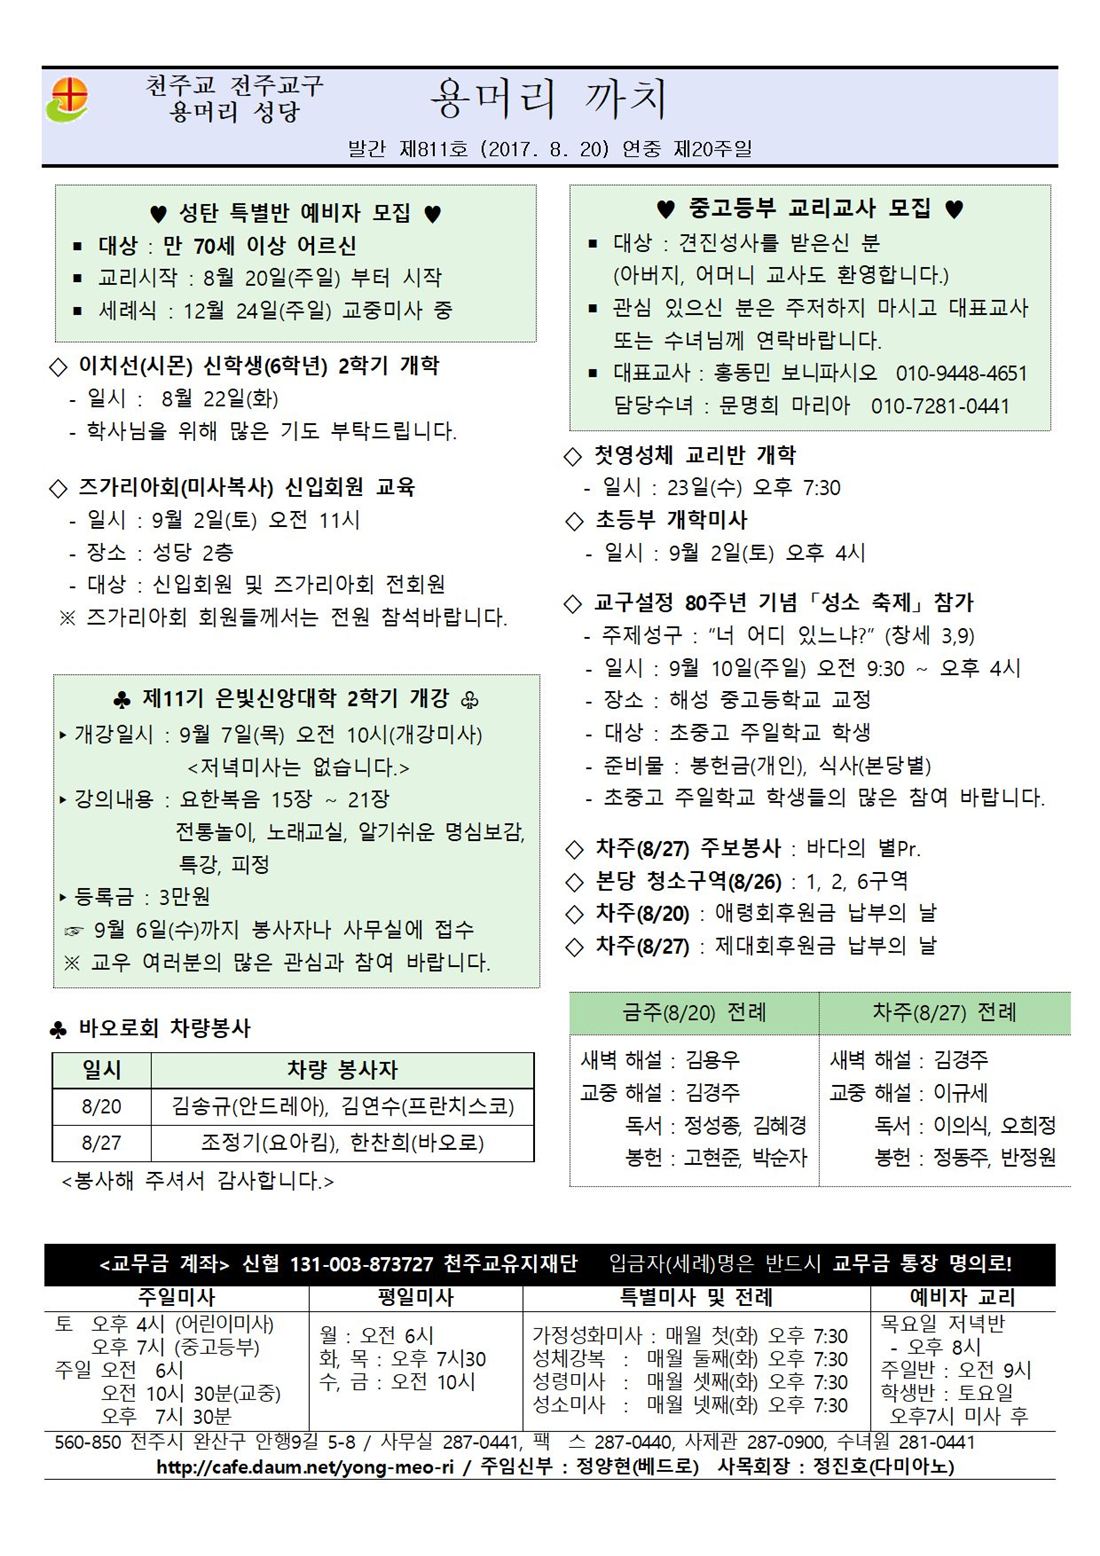 천주교 전주교구
용머리 성당
용머리 까치
발간 제811호 (2017. 8. 20) 연중 제20주일
♥ 성탄 특별반 예비자 모집 ♥
▪ 대상 : 만 70세 이상 어르신
▪ 교리시작 : 8월 20일(주일) 부터 시작
▪ 세례식 : 12월 24일(주일) 교중미사 중
◇ 이치선(시몬) 신학생(6학년) 2학기 개학
- 일시 : 8월 22일(화)
- 학사님을 위해 많은 기도 부탁드립니다.
◇ 즈가리아회(미사복사) 신입회원 교육
- 일시 : 9월 2일(토) 오전 11시
- 장소 : 성당 2층
- 대상 : 신입회원 및 즈가리아회 전회원
※ 즈가리아회 회원들께서는 전원 참석바랍니다.
♣ 제11기 은빛신앙대학 2학기 개강 ♧
▸개강일시 : 9월 7일(목) 오전 10시(개강미사)
<저녁미사는 없습니다.>
▸강의내용 : 요한복음 15장 ~ 21장
전통놀이, 노래교실, 알기쉬운 명심보감,
특강, 피정
▸등록금 : 3만원
☞ 9월 6일(수)까지 봉사자나 사무실에 접수
※ 교우 여러분의 많은 관심과 참여 바랍니다.
♣ 바오로회 차량봉사
일시 차량 봉사자
8/20 김송규(안드레아), 김연수(프란치스코)
8/27 조정기(요아킴), 한찬희(바오로)
<봉사해 주셔서 감사합니다.>
♥ 중고등부 교리교사 모집 ♥
▪ 대상 : 견진성사를 받은신 분
(아버지, 어머니 교사도 환영합니다.)
▪ 관심 있으신 분은 주저하지 마시고 대표교사
또는 수녀님께 연락바랍니다.
▪ 대표교사 : 홍동민 보니파시오 010-9448-4651
담당수녀 : 문명희 마리아 010-7281-0441
◇ 첫영성체 교리반 개학
- 일시 : 23일(수) 오후 7:30
◇ 초등부 개학미사
- 일시 : 9월 2일(토) 오후 4시
◇ 교구설정 80주년 기념「성소 축제」참가
- 주제성구 : “너 어디 있느냐?” (창세 3,9)
- 일시 : 9월 10일(주일) 오전 9:30 ~ 오후 4시
- 장소 : 해성 중고등학교 교정
- 대상 : 초중고 주일학교 학생
- 준비물 : 봉헌금(개인), 식사(본당별)
- 초중고 주일학교 학생들의 많은 참여 바랍니다.
◇ 차주(8/27) 주보봉사 : 바다의 별Pr.
◇ 본당 청소구역(8/26) : 1, 2, 6구역
◇ 차주(8/20) : 애령회후원금 납부의 날
◇ 차주(8/27) : 제대회후원금 납부의 날
금주(8/20) 전례 차주(8/27) 전례
새벽 해설 : 김용우 새벽 해설 : 김경주
교중 해설 : 김경주 교중 해설 : 이규세
독서 : 정성종, 김혜경 독서 : 이의식, 오희정
봉헌 : 고현준, 박순자 봉헌 : 정동주, 반정원
<교무금 계좌> 신협 131-003-873727 천주교유지재단 입금자(세례)명은 반드시 교무금 통장 명의로!
주일미사 평일미사 특별미사 및 전례 예비자 교리
토 오후 4시 (어린이미사)
오후 7시 (중고등부)
주일 오전 6시
오전 10시 30분(교중)
오후 7시 30분
월 : 오전 6시
화, 목 : 오후 7시30
수, 금 : 오전 10시
가정성화미사 : 매월 첫(화) 오후 7:30
성체강복 : 매월 둘째(화) 오후 7:30
성령미사 : 매월 셋째(화) 오후 7:30
성소미사 : 매월 넷째(화) 오후 7:30
목요일 저녁반
- 오후 8시
주일반 : 오전 9시
학생반 : 토요일
오후7시 미사 후
560-850 전주시 완산구 안행9길 5-8 / 사무실 287-0441, 팩 스 287-0440, 사제관 287-0900, 수녀원 281-0441
http://cafe.daum.net/yong-meo-ri / 주임신부 : 정양현(베드로) 사목회장 : 정진호(다미아노)